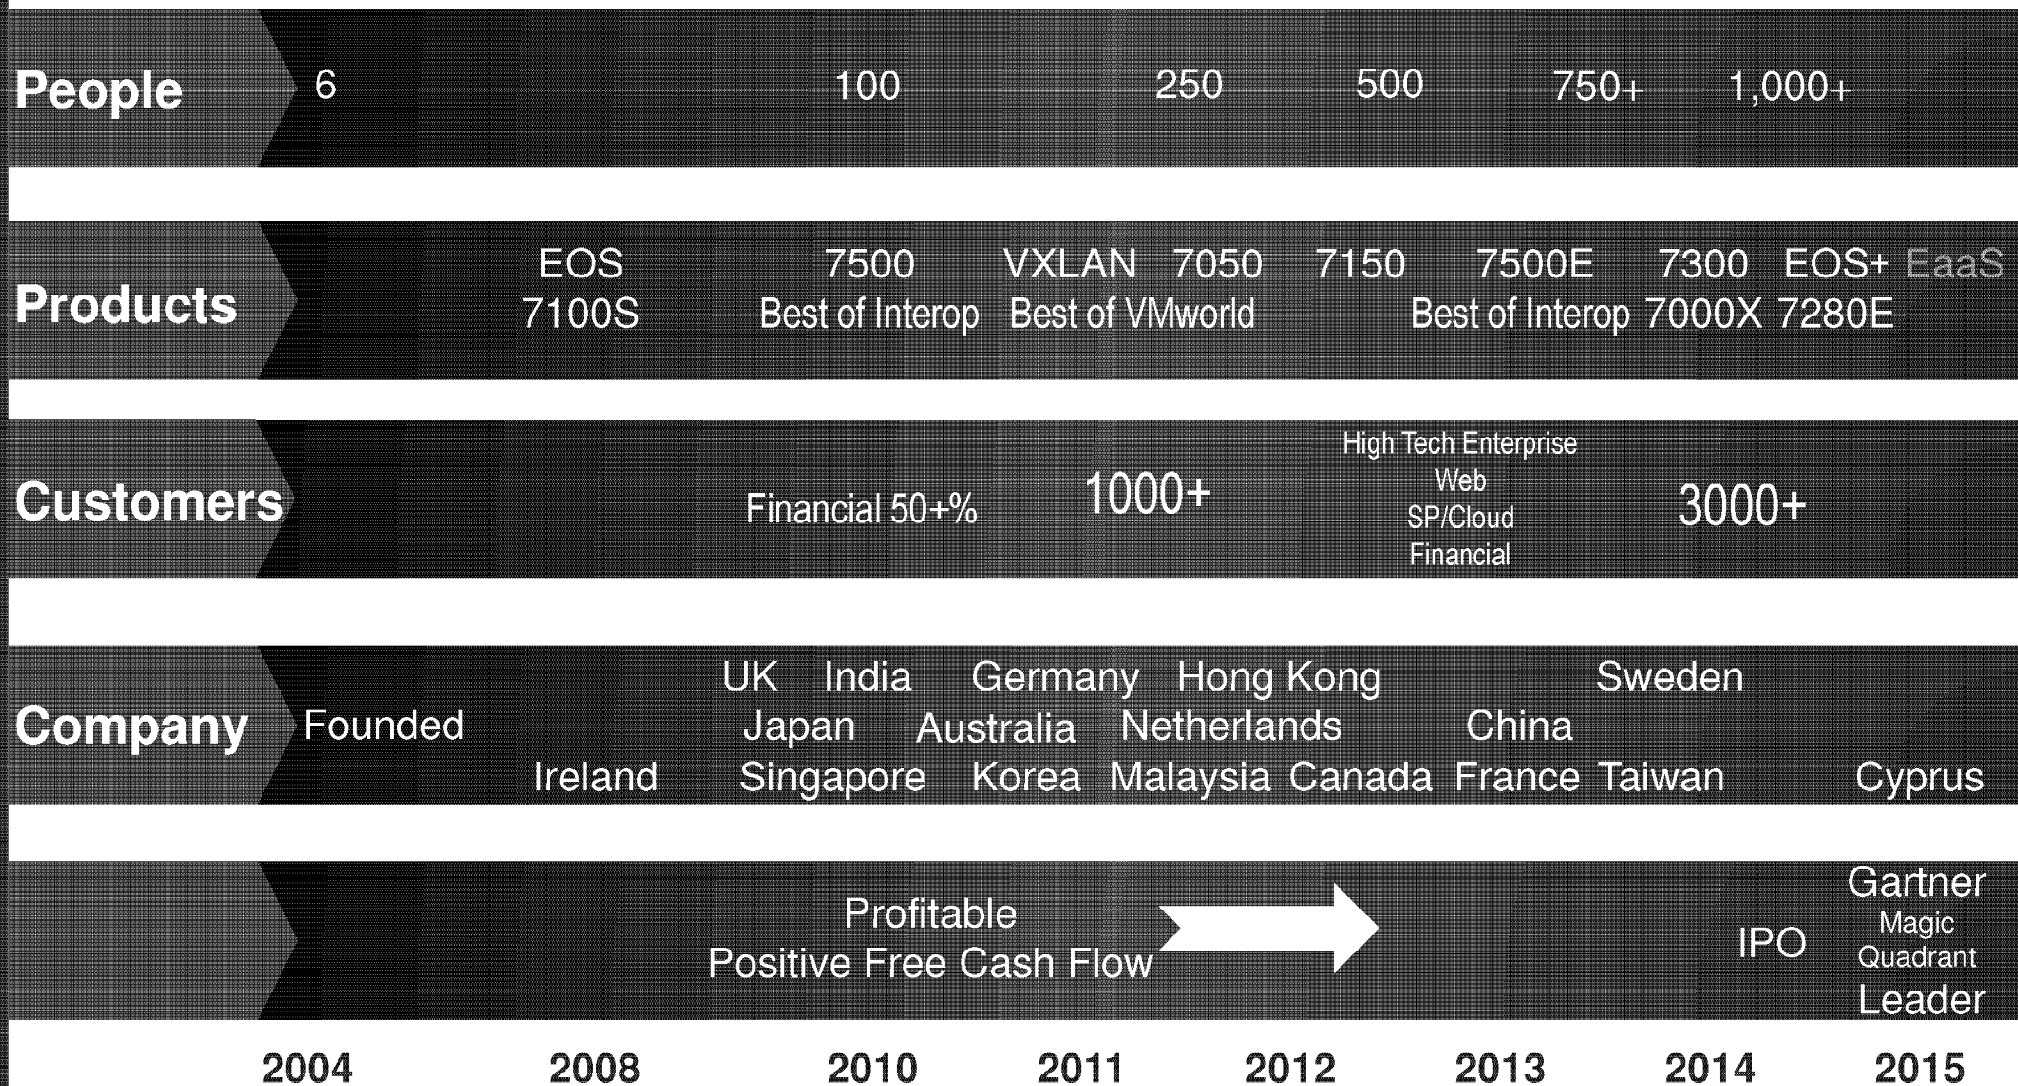 People 6 100 250 500 750+ 1,000+
EOS 7500 VXLAN 7050 7150 7500E 7300 EOS+ EaaS
Products
7100S Best of Interop Best of VMworld Best of Interop 7000X 7280E
High Tech Enterprise
Web
Customers Financial 50+% 1000+ 3000+
SP/Cloud
Financial
UK India Germany Hong Kong Sweden
Company Founded Japan Australia Netherlands China
Ireland Singapore Korea Malaysia Canada France Taiwan Cyprus
Gartner
Profitable
Magic
IPO
Quadrant
Positive Free Cash Flow
Leader
2004 2008 2010 2011 2012 2013 2014 2015